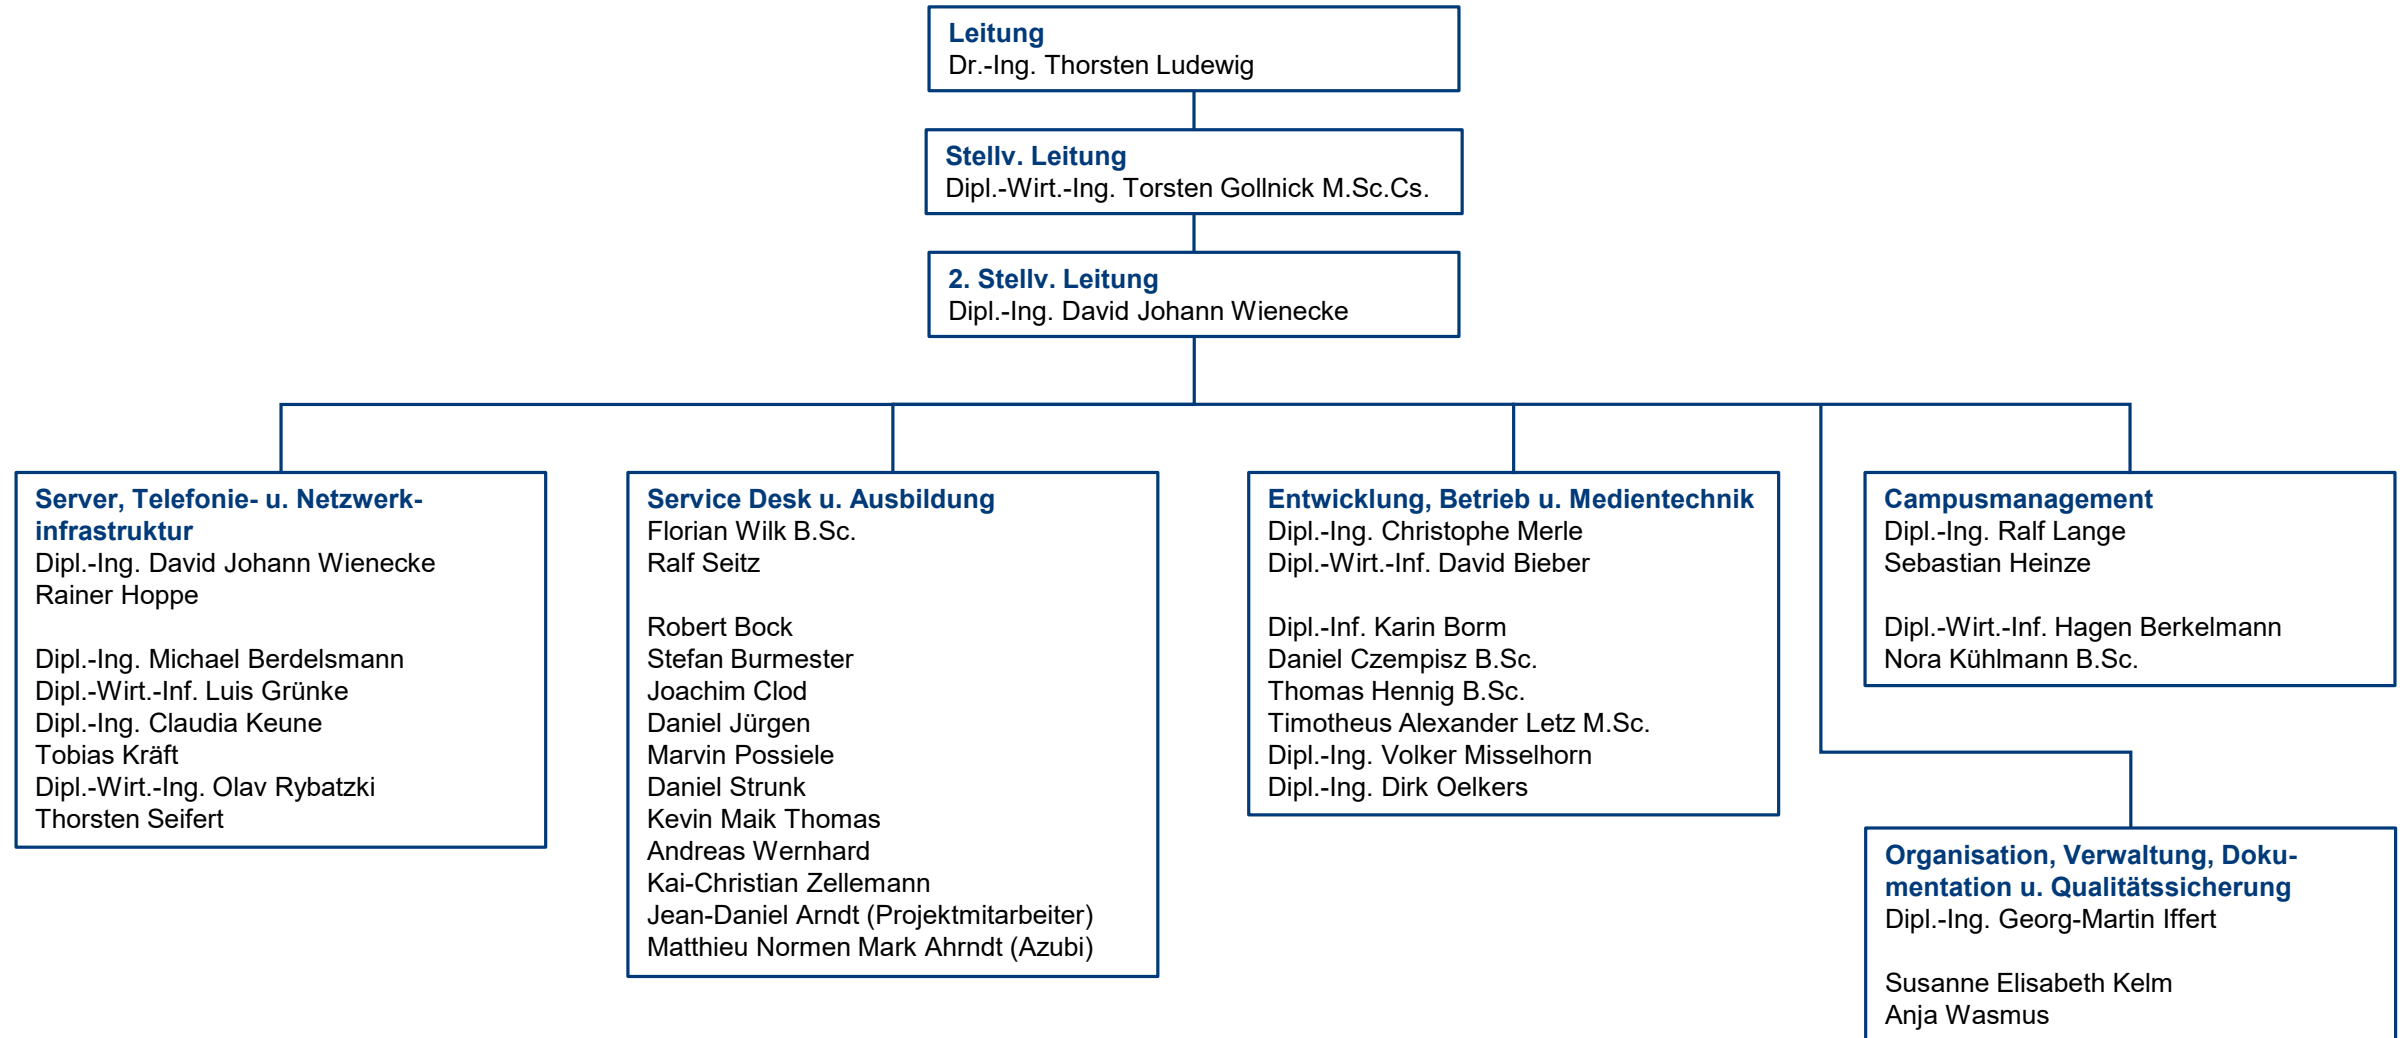 Leitung
Dr.-Ing. Thorsten Ludewig
Stellv. Leitung
Dipl.-Wirt.-Ing. Torsten Gollnick M.Sc.Cs.
2. Stellv. Leitung
Dipl.-Ing. David Johann Wienecke
Server, Telefonie- u. Netzwerk-
infrastruktur
Dipl.-Ing. David Johann Wienecke
Rainer Hoppe
Dipl.-Ing. Michael Berdelsmann
Dipl.-Wirt.-Inf. Luis Grünke
Dipl.-Ing. Claudia Keune
Tobias Kräft
Dipl.-Wirt.-Ing. Olav Rybatzki
Thorsten Seifert
Service Desk u. Ausbildung
Florian Wilk B.Sc.
Ralf Seitz
Robert Bock
Stefan Burmester
Joachim Clod
Daniel Jürgen
Marvin Possiele
Daniel Strunk
Kevin Maik Thomas
Andreas Wernhard
Kai-Christian Zellemann
Jean-Daniel Arndt (Projektmitarbeiter)
Matthieu Normen Mark Ahrndt (Azubi)
Entwicklung, Betrieb u. Medientechnik
Dipl.-Ing. Christophe Merle
Dipl.-Wirt.-Inf. David Bieber
Dipl.-Inf. Karin Borm
Daniel Czempisz B.Sc.
Thomas Hennig B.Sc.
Timotheus Alexander Letz M.Sc.
Dipl.-Ing. Volker Misselhorn
Dipl.-Ing. Dirk Oelkers
Campusmanagement
Dipl.-Ing. Ralf Lange
Sebastian Heinze
Dipl.-Wirt.-Inf. Hagen Berkelmann
Nora Kühlmann B.Sc.
Organisation, Verwaltung, Doku-
mentation u. Qualitätssicherung
Dipl.-Ing. Georg-Martin Iffert
Susanne Elisabeth Kelm
Anja Wasmus